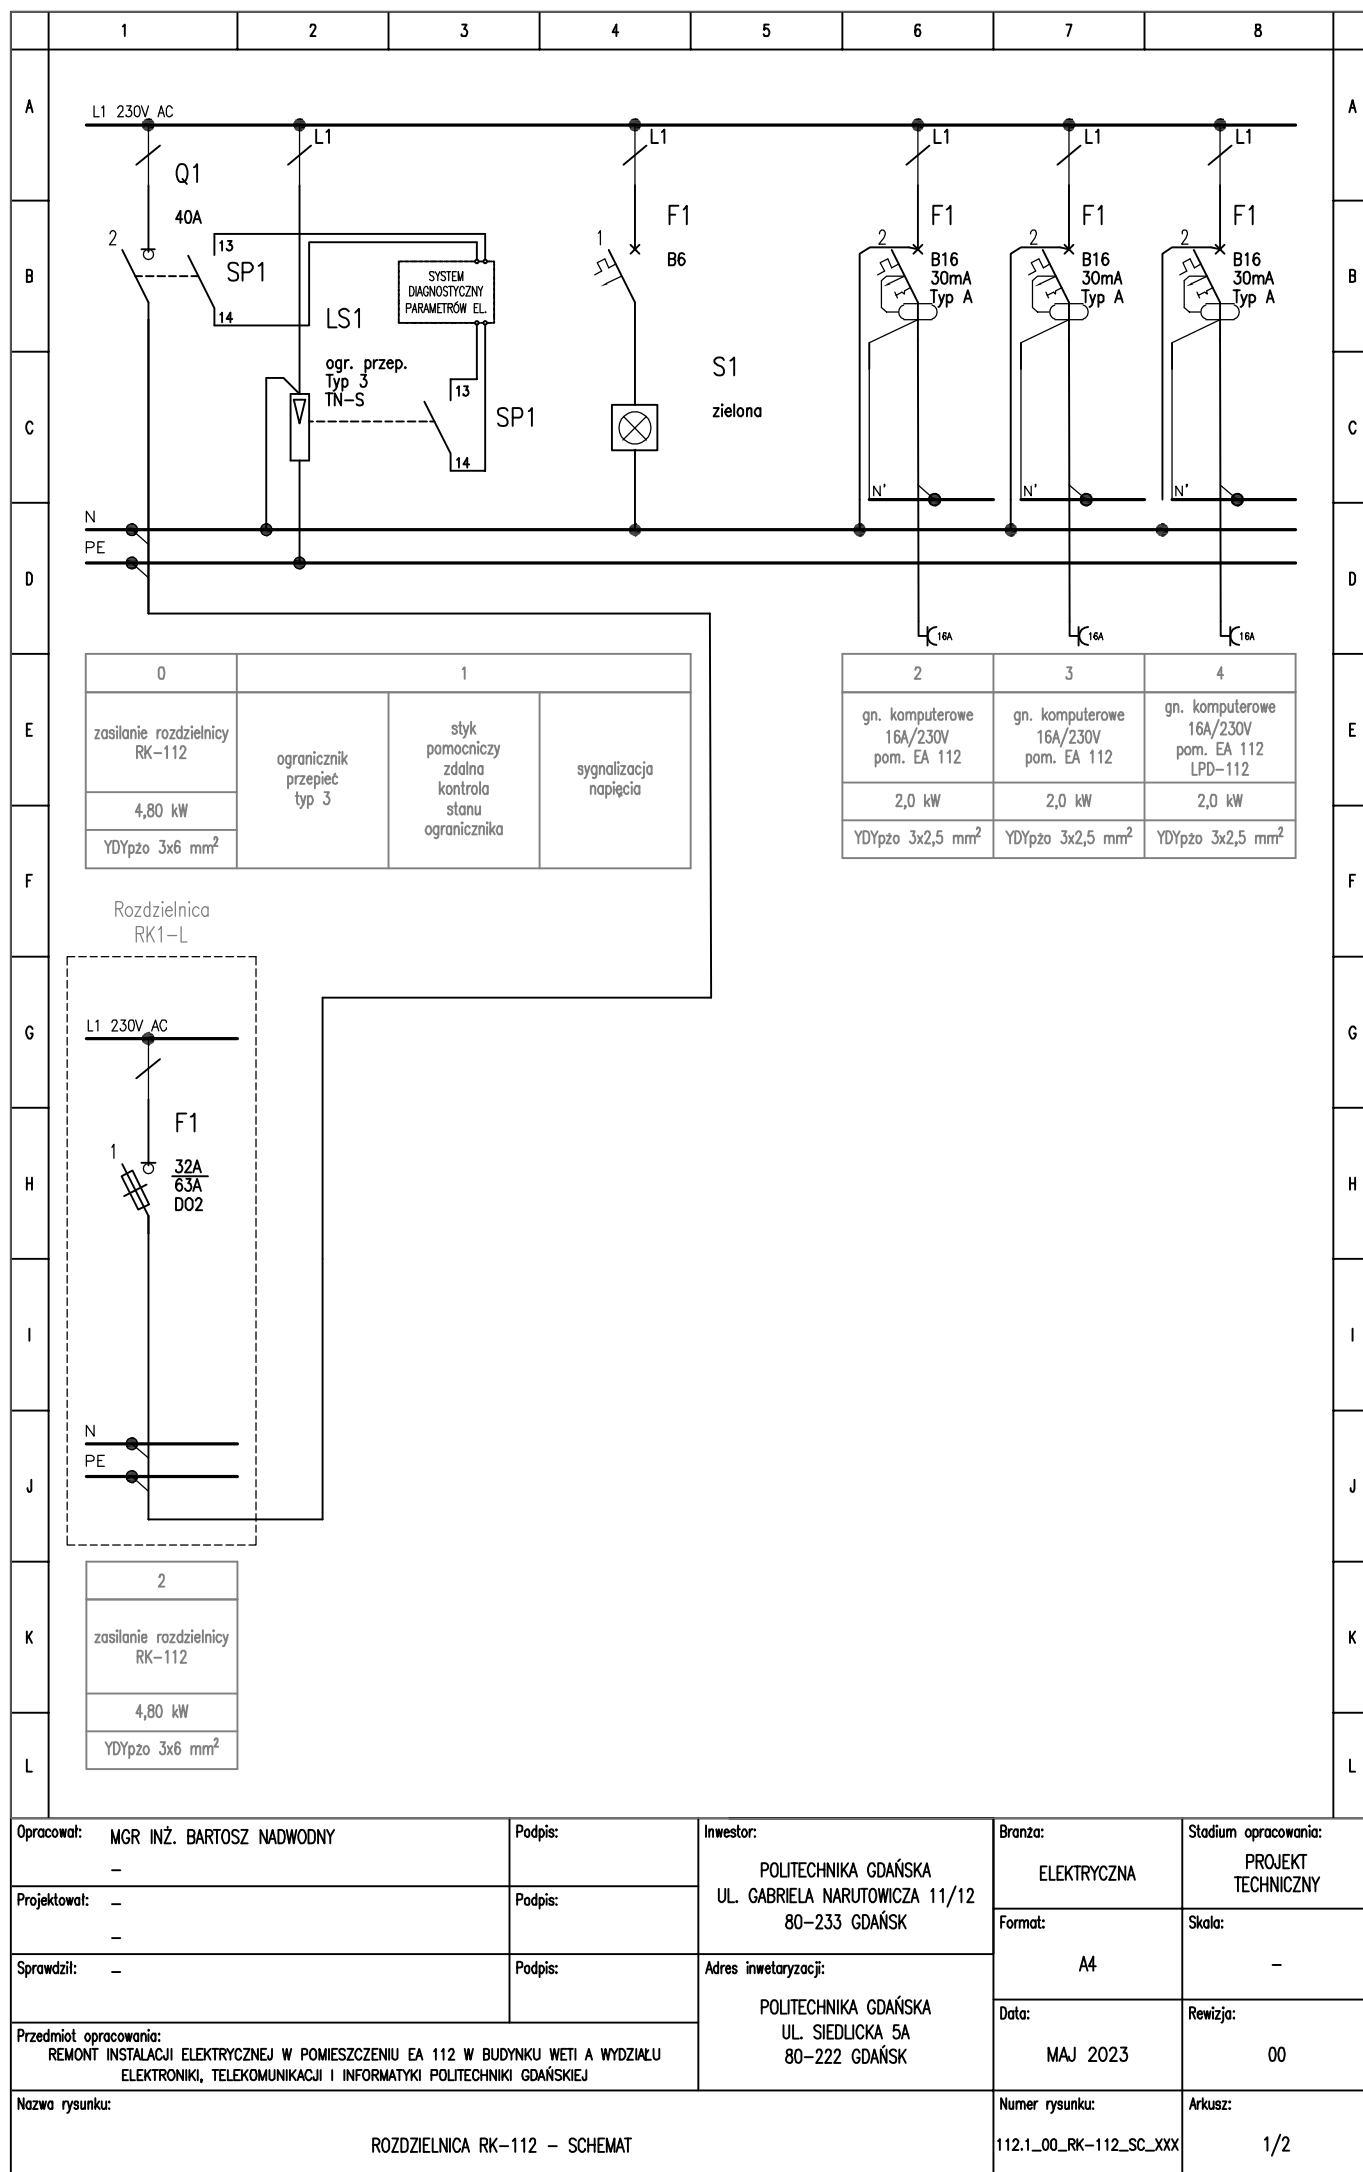 1 2 3 4 5 6 7 8
A A
L1 230V AC
L1 L1 L1 L1 L1
Q1
40A
F1 F1 F1 F1
2 13 1 2 2 2
B6 B16 B16 B16
30mA 30mA 30mA
Typ A Typ A Typ A
SP1
B B
SYSTEM
DIAGNOSTYCZNY
PARAMETRÓW EL.
14
LS1
ogr. przep.
Typ 3
TN-S
13
SP1
14
S1
zielona
C C
N' N' N'
N
PE
D D
16A 16A 16A
0 1 2 3 4
E E
zasilanie rozdzielnicy
RK-112
4,80 kW
YDYpżo 3x6 mm²
ogranicznik
przepieć
typ 3
styk
pomocniczy
zdalna
kontrola
stanu
ogranicznika
sygnalizacja
napięcia
gn. komputerowe
16A/230V
pom. EA 112
2,0 kW
YDYpżo 3x2,5 mm²
gn. komputerowe
16A/230V
pom. EA 112
2,0 kW
YDYpżo 3x2,5 mm²
gn. komputerowe
16A/230V
pom. EA 112
LPD-112
2,0 kW
YDYpżo 3x2,5 mm²
F F
Rozdzielnica
RK1-L
G G
L1 230V AC
F1
1
32A
63A
D02
H H
I I
N
PE
J J
2
zasilanie rozdzielnicy
RK-112
K K
4,80 kW
YDYpżo 3x6 mm²
L L
Opracował: MGR INŻ. BARTOSZ NADWODNY
-
Podpis:
Projektował: -
-
Podpis:
Sprawdził: -
Podpis:
Przedmiot opracowania:
REMONT INSTALACJI ELEKTRYCZNEJ W POMIESZCZENIU EA 112 W BUDYNKU WETI A WYDZIAŁU
ELEKTRONIKI, TELEKOMUNIKACJI I INFORMATYKI POLITECHNIKI GDAŃSKIEJ
Inwestor:
POLITECHNIKA GDAŃSKA
UL. GABRIELA NARUTOWICZA 11/12
80-233 GDAŃSK
Adres inwetaryzacji:
POLITECHNIKA GDAŃSKA
UL. SIEDLICKA 5A
80-222 GDAŃSK
Branża:
ELEKTRYCZNA
Stadium opracowania:
PROJEKT
TECHNICZNY
Format:
A4
Skala:
-
Data:
MAJ 2023
Rewizja:
00
Nazwa rysunku:
ROZDZIELNICA RK-112 - SCHEMAT
Numer rysunku:
112.1_00_RK-112_SC_XXX
Arkusz:
1/2